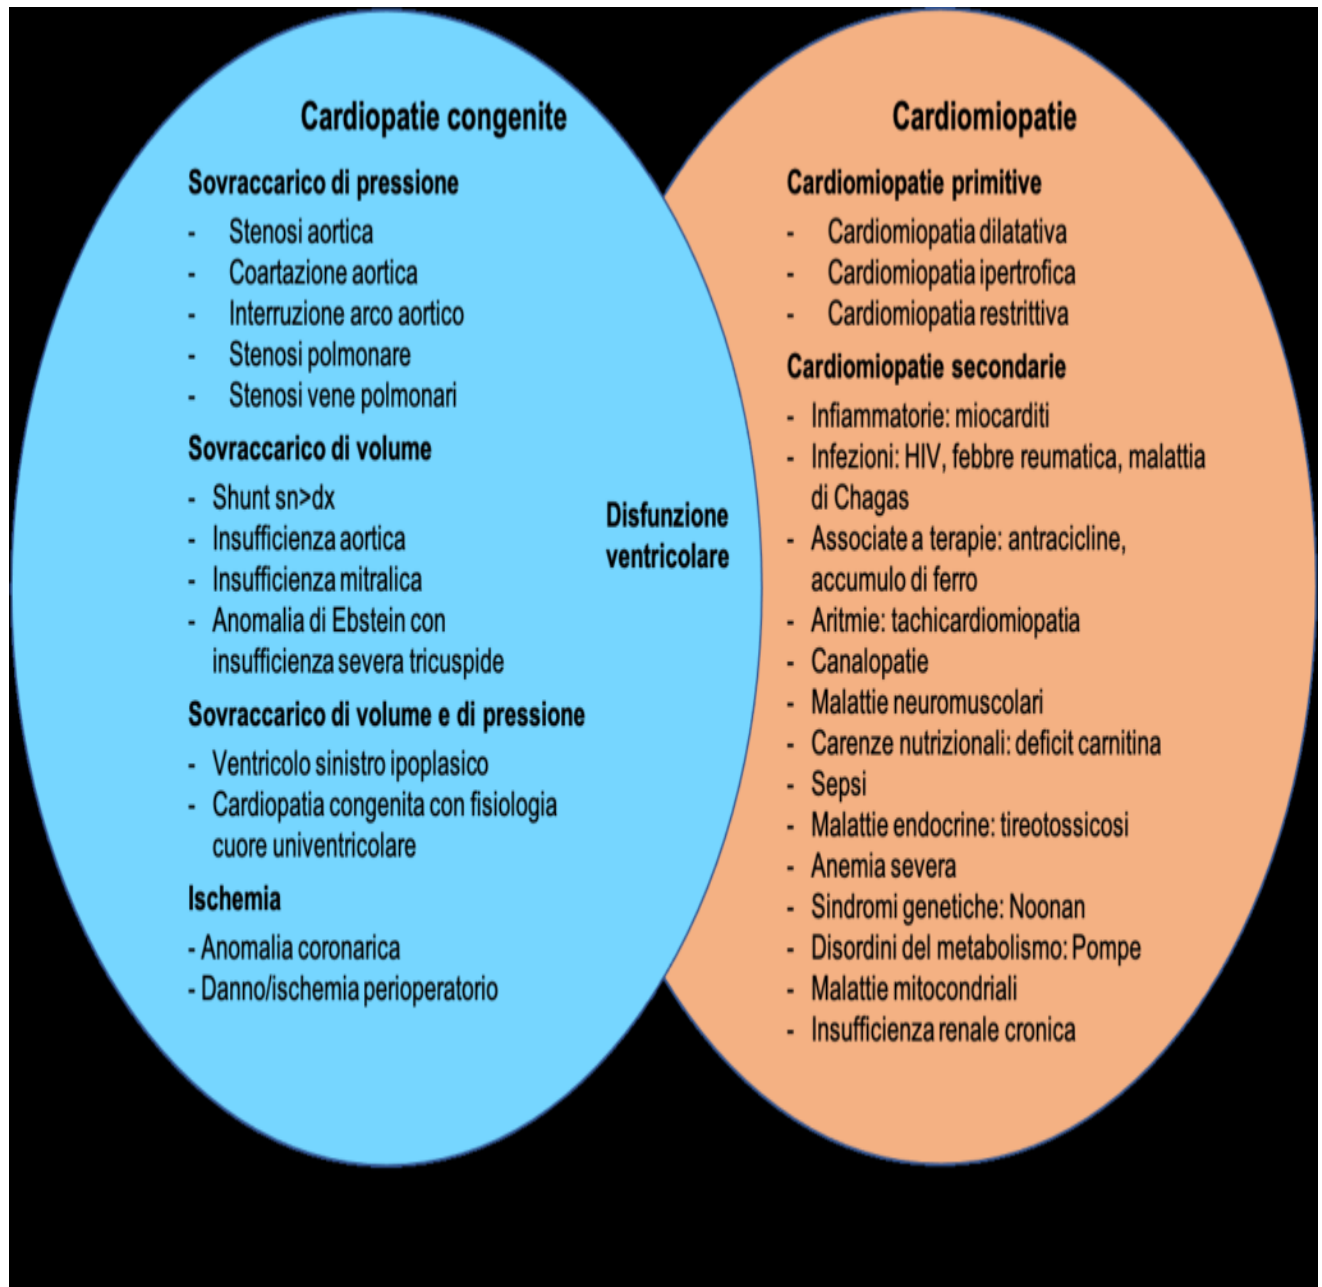 Cardiopatie congenite
Sovraccarico di pressione
- Stenosi aortica
- Coartazione aortica
- Interruzione arco aortico
- Stenosi polmonare
- Stenosi vene polmonari
Sovraccarico di volume
- Shunt sn>dx
- Insufficienza aortica
- Insufficienza mitralica
- Anomalia di Ebstein con
insufficienza severa tricuspide
Sovraccarico di volume e di pressione
- Ventricolo sinistro ipoplasico
- Cardiopatia congenita con fisiologia
cuore univentricolare
Ischemia
- Anomalia coronarica
- Danno/ischemia perioperatorio
Disfunzione
ventricolare
Cardiomiopatie
Cardiomiopatie primitive
- Cardiomiopatia dilatativa
- Cardiomiopatia ipertrofica
- Cardiomiopatia restrittiva
Cardiomiopatie secondarie
- Infiammatorie: miocarditi
- Infezioni: HIV, febbre reumatica, malattia
di Chagas
- Associate a terapie: antracicline,
accumulo di ferro
- Aritmie: tachicardiomiopatia
- Canalopatie
- Malattie neuromuscolari
- Carenze nutrizionali: deficit carnitina
- Sepsi
- Malattie endocrine: tireotossicosi
- Anemia severa
- Sindromi genetiche: Noonan
- Disordini del metabolismo: Pompe
- Malattie mitocondriali
- Insufficienza renale cronica